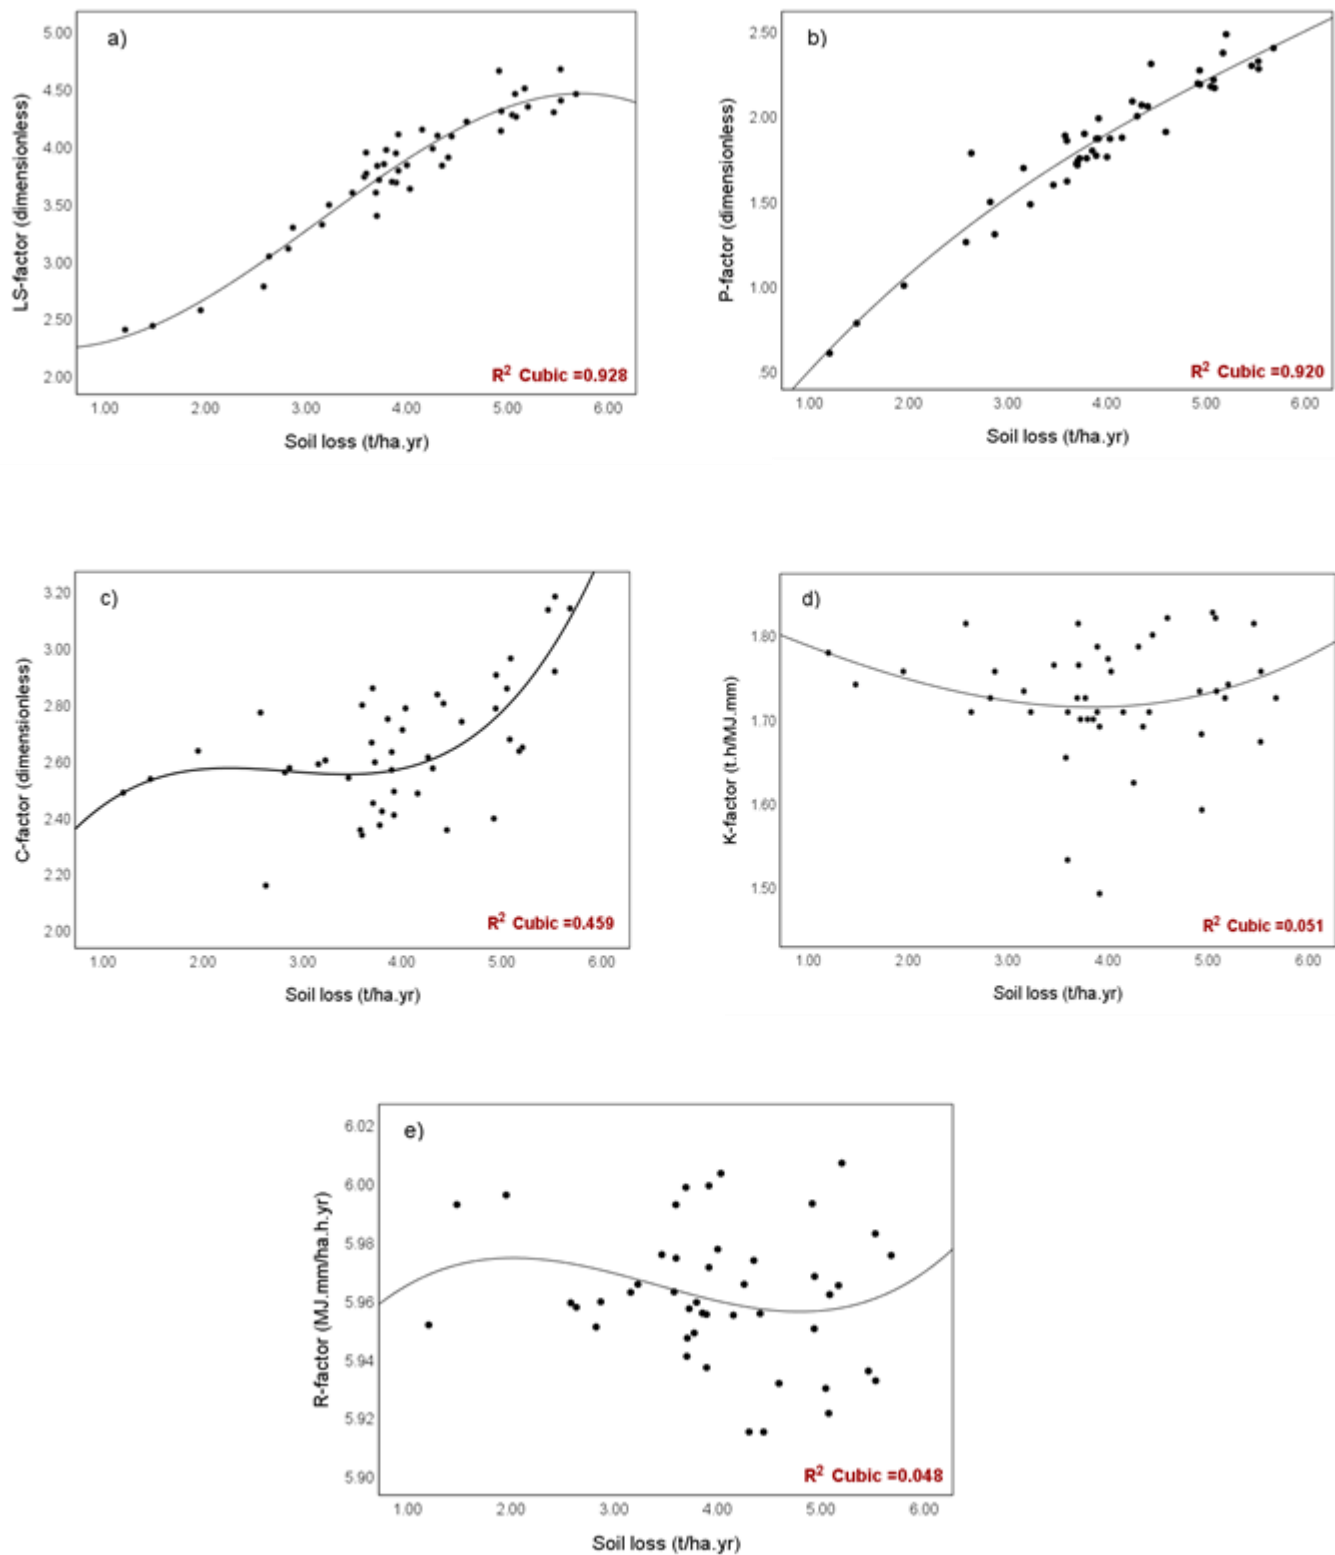 a)
5.00
4.50
4.00
3.50
3.00
2.50
2.00
LS-factor (dimensionless)
R² Cubic =0.928
1.00 2.00 3.00 4.00 5.00 6.00
Soil loss (t/ha.yr)
b)
2.50
2.00
1.50
1.00
.50
P-factor (dimensionless)
R² Cubic =0.920
1.00 2.00 3.00 4.00 5.00 6.00
Soil loss (t/ha.yr)
c)
3.20
3.00
2.80
2.60
2.40
2.20
2.00
C-factor (dimensionless)
R² Cubic =0.459
1.00 2.00 3.00 4.00 5.00 6.00
Soil loss (t/ha.yr)
d)
1.80
1.70
1.60
1.50
K-factor (t.h/MJ.mm)
R² Cubic =0.051
1.00 2.00 3.00 4.00 5.00 6.00
Soil loss (t/ha.yr)
e)
6.02
6.00
5.98
5.96
5.94
5.92
5.90
R-factor (MJ.mm/ha.h.yr)
R² Cubic =0.048
1.00 2.00 3.00 4.00 5.00 6.00
Soil loss (t/ha.yr)